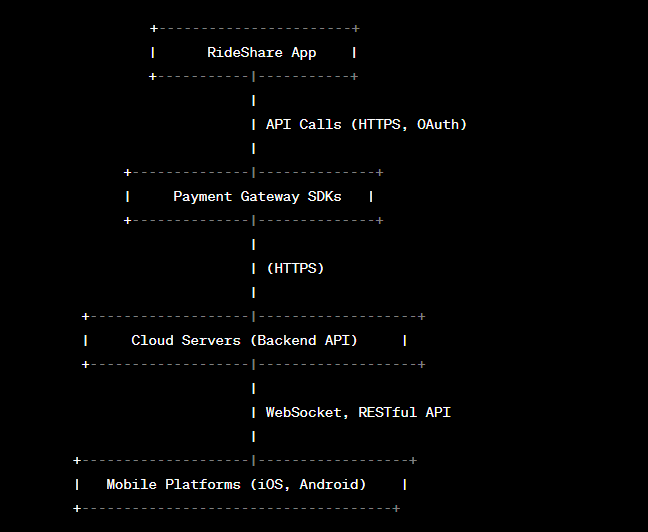 +-----------------------+
|      RideShare App    |
+-----------|-----------+
|
| API Calls (HTTPS, OAuth)
|
+--------------|--------------+
|     Payment Gateway SDKs   |
+--------------|--------------+
|
| (HTTPS)
|
+-------------------|-------------------+
|     Cloud Servers (Backend API)     |
+-------------------|-------------------+
|
| WebSocket, RESTful API
|
+--------------------|------------------+
|   Mobile Platforms (iOS, Android)    |
+-------------------------------------+